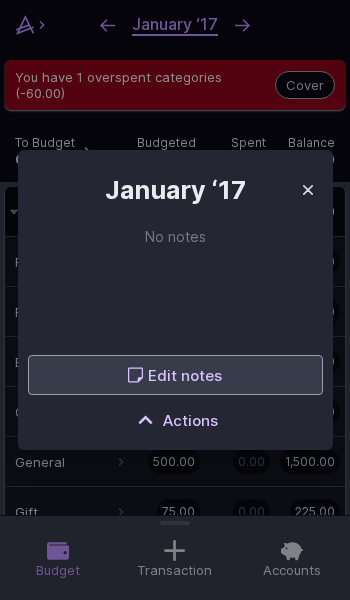 January ‘17
You have 1 overspent categories
(-60.00)
Cover
To Budget Budgeted Spent Balance
January ‘17
No notes
Edit notes
Actions
General 500.00 0.00 1,500.00
Gift 75.00 0.00 225.00
Budget Transaction Accounts